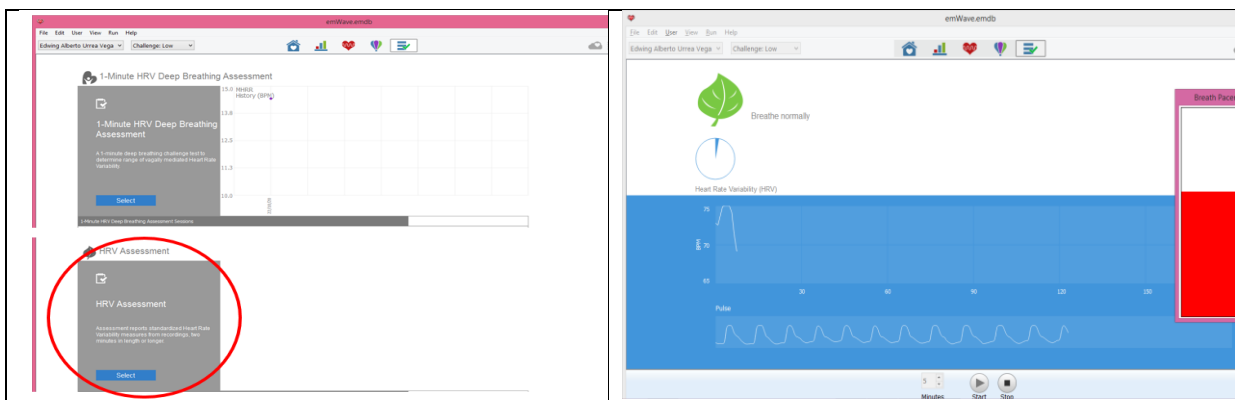 emWave.emdb
File Edit User View Run Help
Edwing Alberto Urrea Vega Challenge: Low
1-Minute HRV Deep Breathing Assessment
1-Minute HRV Deep Breathing
Assessment
A 1-minute deep breathing challenge test to
determine range of vagally mediated Heart Rate
Variability
Select
15.0 MHRR
History (BPM)
13.8
12.5
11.3
10.0
1-Minute HRV Deep Breathing Assessment Sessions
HRV Assessment
HRV Assessment
Assessment reports standardized Heart Rate
Variability measures from recordings, two
minutes in length or longer
Select
emWave.emdb
File Edit User View Run Help
Edwing Alberto Urrea Vega Challenge: Low
Breathe normally
Breath Pacer
Heart Rate Variability (HRV)
75
BPM
70
65
30 60 90 120 150
Pulse
5
Minutes Start Stop